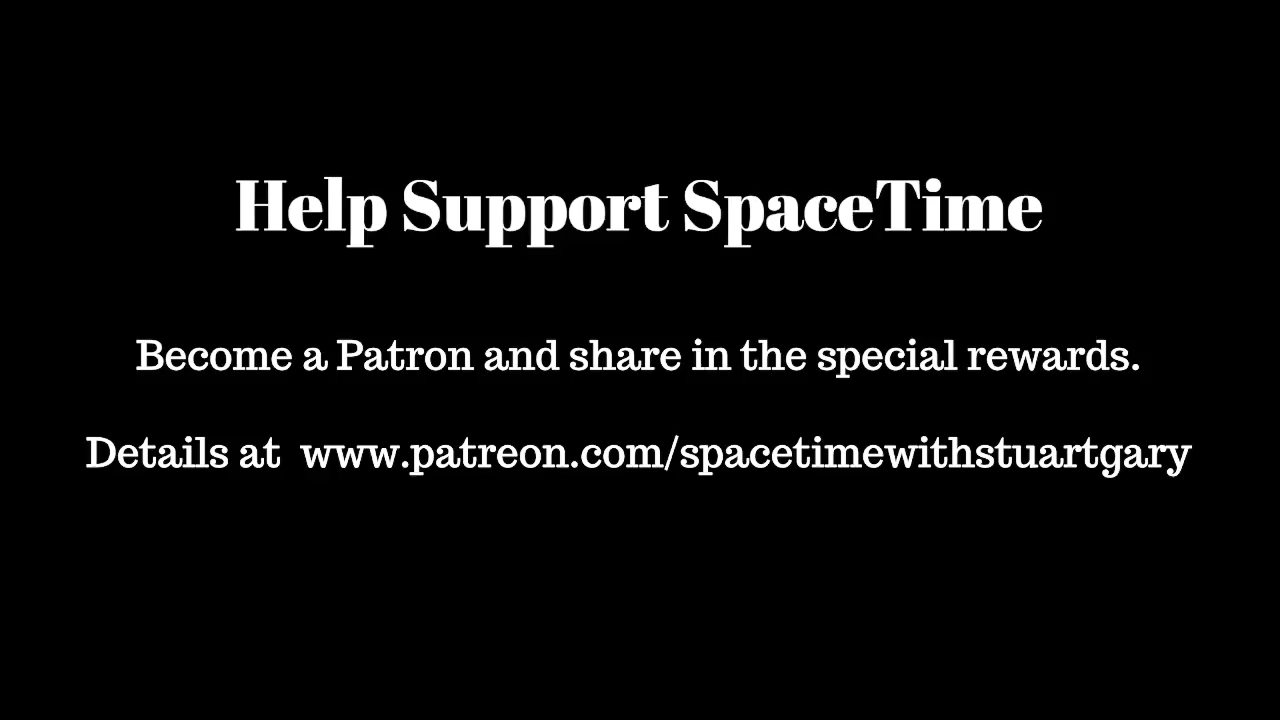 Help Support SpaceTime
Become a Patron and share in the special rewards.
Details at  www.patreon.com/spacetimewithstuartgary